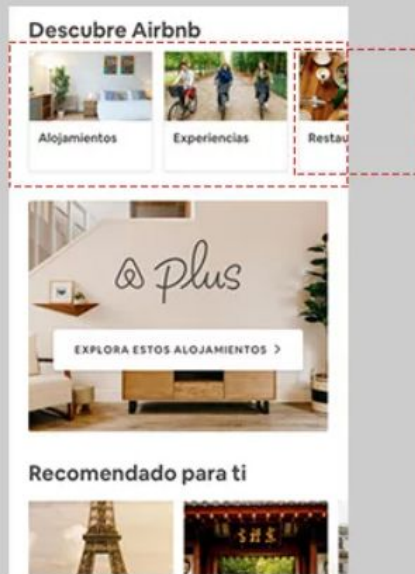 Descubre Airbnb
Alojamientos
Experiencias
Restau
plus
EXPLORA ESTOS ALOJAMIENTOS >
Recomendado para ti